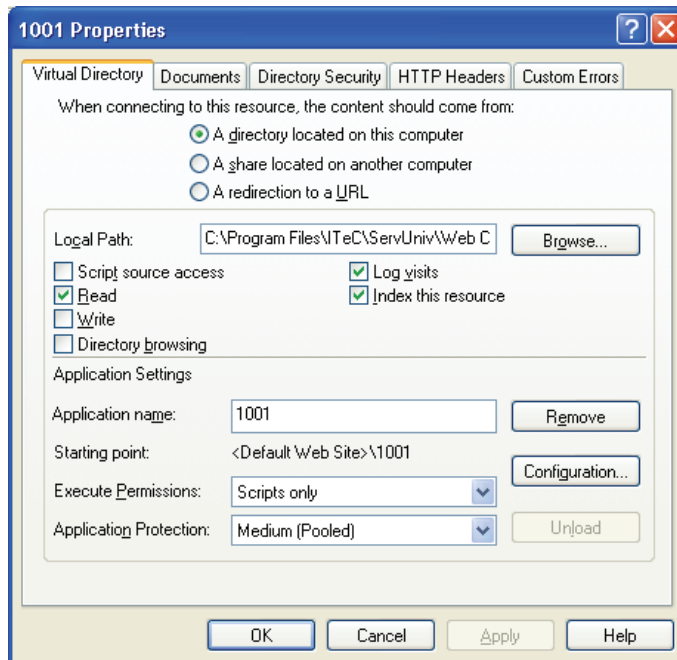 1001 Properties
Virtual Directory Documents Directory Security HTTP Headers Custom Errors
When connecting to this resource, the content should come from:
A directory located on this computer
A share located on another computer
A redirection to a URL
Local Path: C:\Program Files\ITeC\ServUniv\Web C Browse...
Script source access Log visits
Read Index this resource
Write
Directory browsing
Application Settings
Application name: 1001 Remove
Starting point: <Default Web Site>\1001
Configuration...
Execute Permissions: Scripts only
Application Protection: Medium (Pooled) Unload
OK Cancel Apply Help